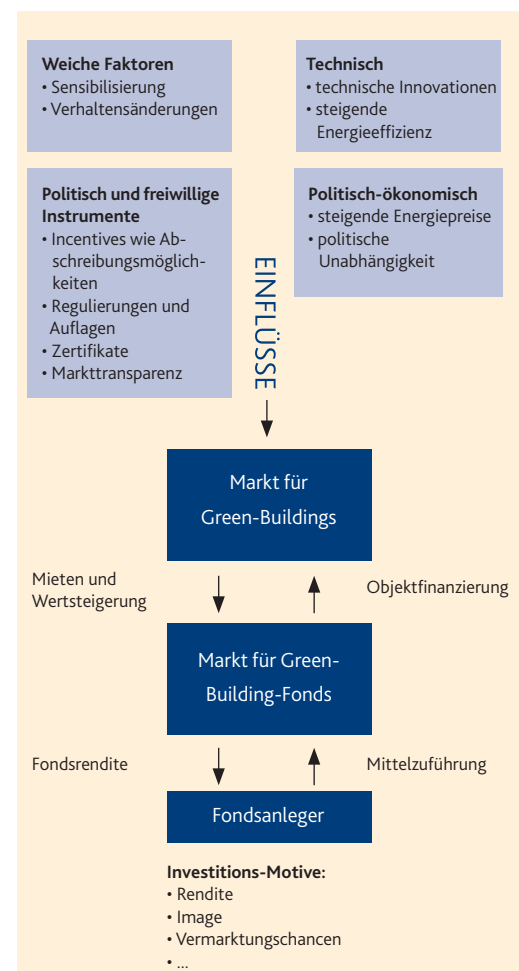 Weiche Faktoren
• Sensibilisierung
• Verhaltensänderungen
Technisch
• technische Innovationen
• steigende
Energieeffizienz
Politisch und freiwillige
Instrumente
• Incentives wie Ab-
schreibungsmöglich-
keiten
• Regulierungen und
Auflagen
• Zertifikate
• Markttransparenz
Politisch-ökonomisch
• steigende Energiepreise
• politische
Unabhängigkeit
EINFLÜSSE
Markt für
Green-Buildings
Mieten und
Wertsteigerung
Objektfinanzierung
Markt für Green-
Building-Fonds
Fondsrendite
Mittelzuführung
Fondsanleger
Investitions-Motive:
• Rendite
• Image
• Vermarktungschancen
• ...